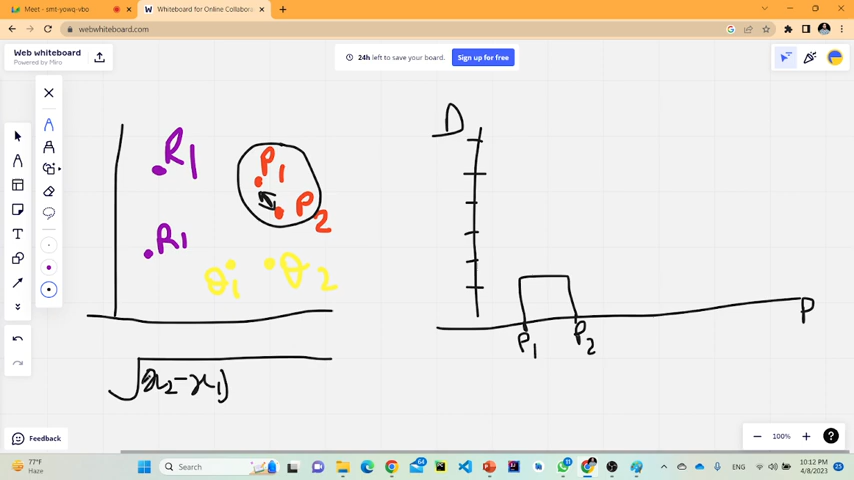 Meet - smt-yowq-vbo
Whiteboard for Online Collabora
webwhiteboard.com
Web whiteboard
Powered by Miro
24h left to save your board.
Sign up for free
D
R1
P1
P2
R1
θ1
θ2
P
P1
P2
√(x2-x1)
Feedback
100%
?
77°F
Haze
Search
ENG
10:12 PM
4/8/2023